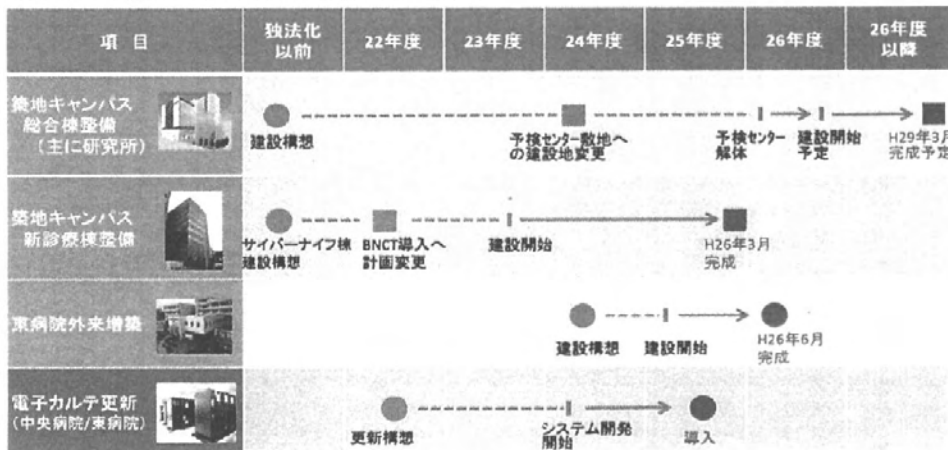 項 目
独法化
以前
22年度
23年度
24年度
25年度
26年度
26年度
以降
築地キャンパス
総合棟整備
(主に研究所)
建設構想
予検センター敷地へ
の建設地変更
予検センター
解体
建設開始
予定
H29年3月
完成予定
築地キャンパス
新診療棟整備
サイバーナイフ棟
建設構想
BNCT導入へ
計画変更
建設開始
H26年3月
完成
東病院外来増築
建設構想
建設開始
H26年6月
完成
電子カルテ更新
(中央病院/東病院)
更新構想
システム開発
開始
導入